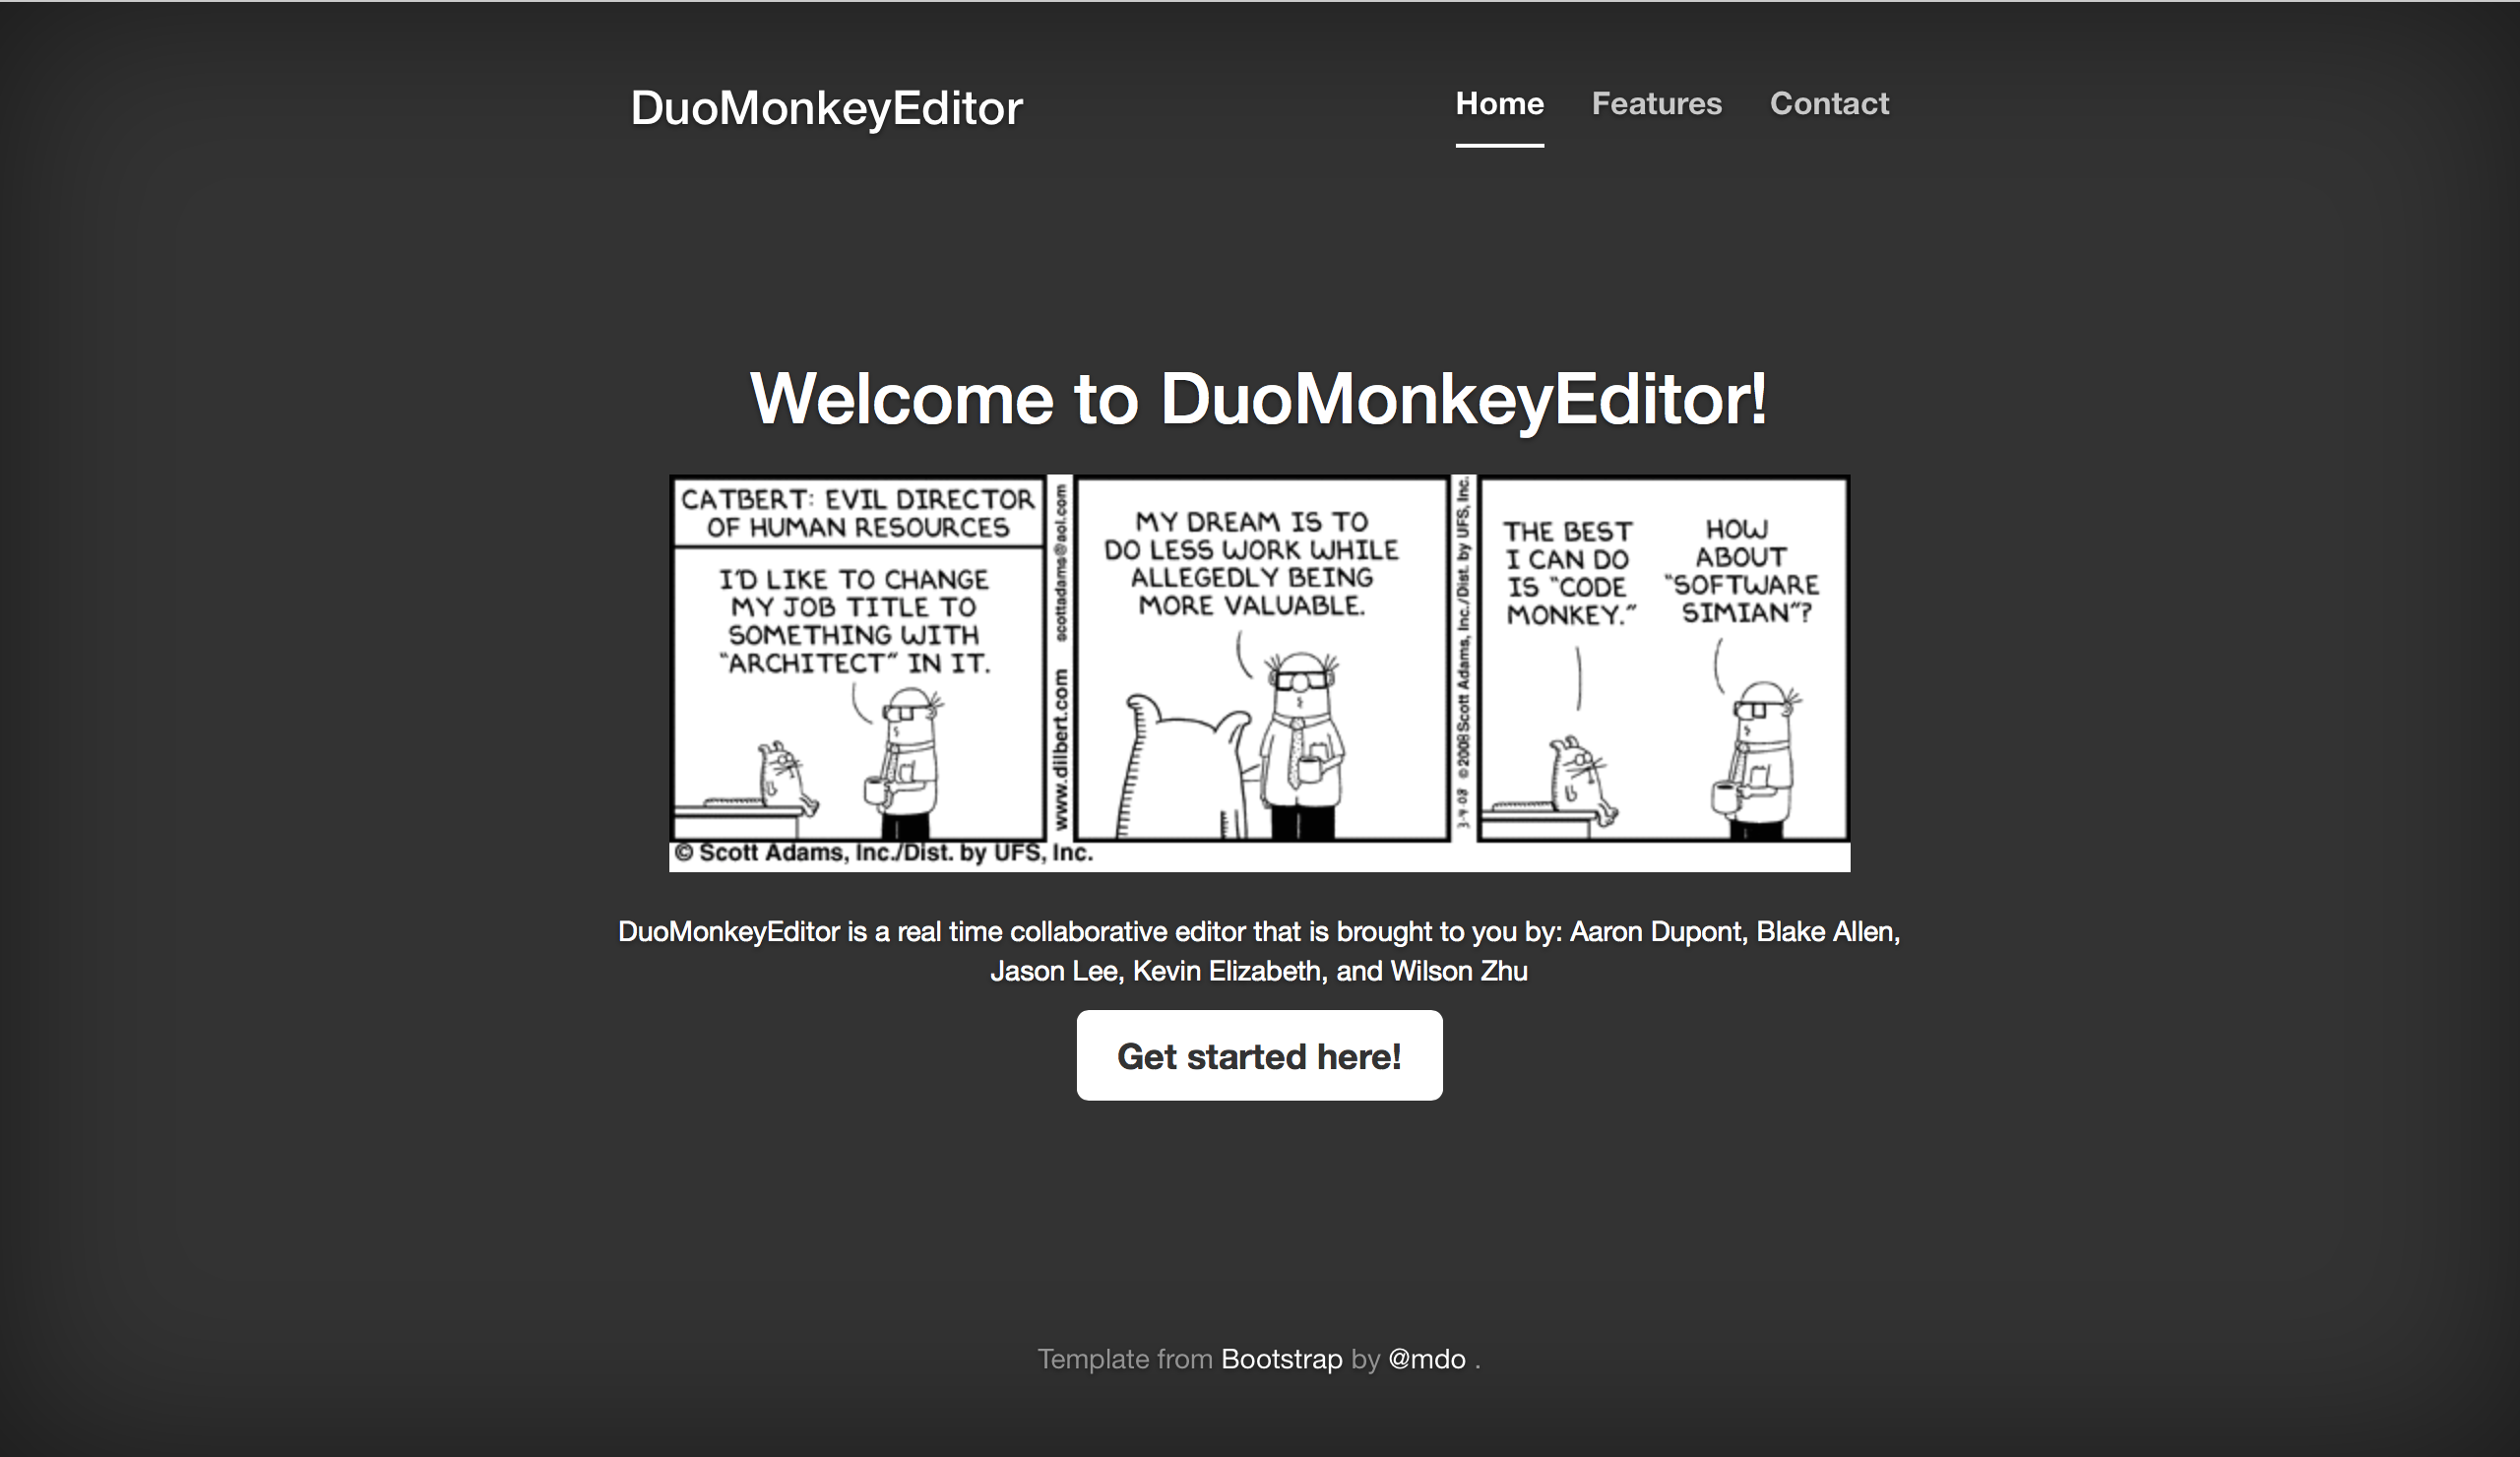 DuoMonkeyEditor
Home Features Contact
Welcome to DuoMonkeyEditor!
CATBERT: EVIL DIRECTOR
OF HUMAN RESOURCES
I'D LIKE TO CHANGE
MY JOB TITLE TO
SOMETHING WITH
"ARCHITECT" IN IT.
www.dilbert.com scottadams@aol.com
MY DREAM IS TO
DO LESS WORK WHILE
ALLEGEDLY BEING
MORE VALUABLE.
3-4-08 ©2008 Scott Adams, Inc./Dist. by UFS, Inc.
THE BEST
I CAN DO
IS "CODE
MONKEY."
HOW
ABOUT
"SOFTWARE
SIMIAN"?
© Scott Adams, Inc./Dist. by UFS, Inc.
DuoMonkeyEditor is a real time collaborative editor that is brought to you by: Aaron Dupont, Blake Allen,
Jason Lee, Kevin Elizabeth, and Wilson Zhu
Get started here!
Template from Bootstrap by @mdo .